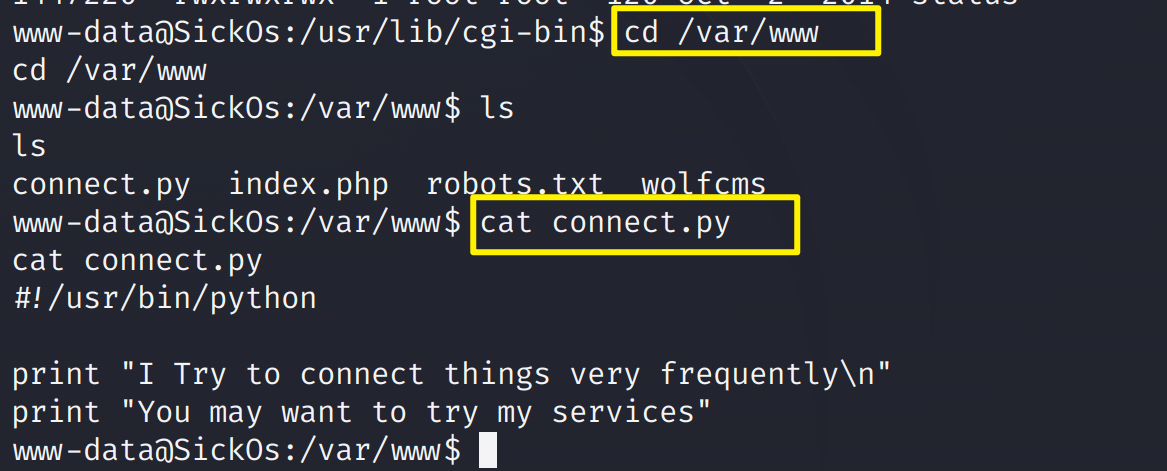 www-data@SickOs:/usr/lib/cgi-bin$ cd /var/www
cd /var/www
www-data@SickOs:/var/www$ ls
ls
connect.py  index.php  robots.txt  wolfcms
www-data@SickOs:/var/www$ cat connect.py
cat connect.py
#!/usr/bin/python

print "I Try to connect things very frequently\n"
print "You may want to try my services"
www-data@SickOs:/var/www$